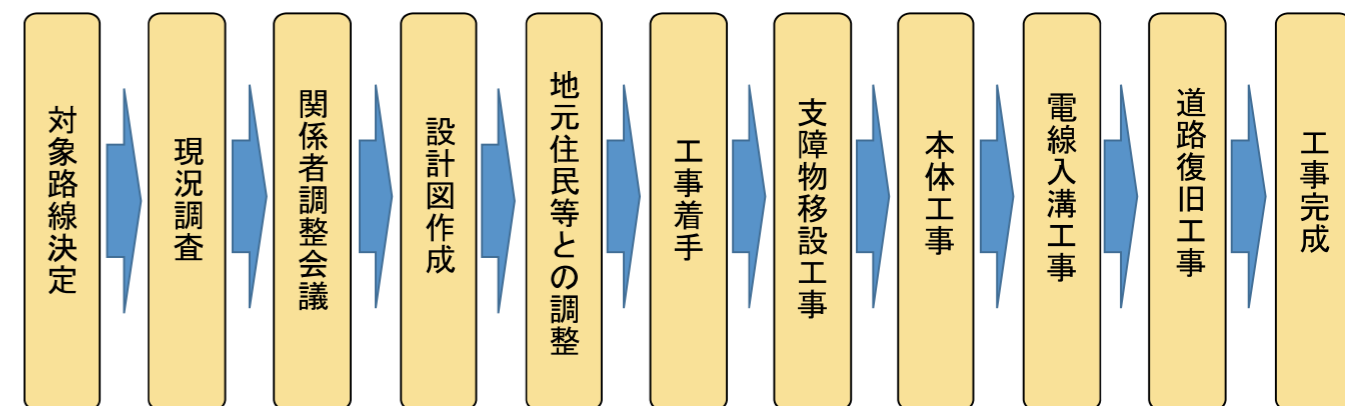 対象路線決定
現況調査
関係者調整会議
設計図作成
地元住民等との調整
工事着手
支障物移設工事
本体工事
電線入溝工事
道路復旧工事
工事完成